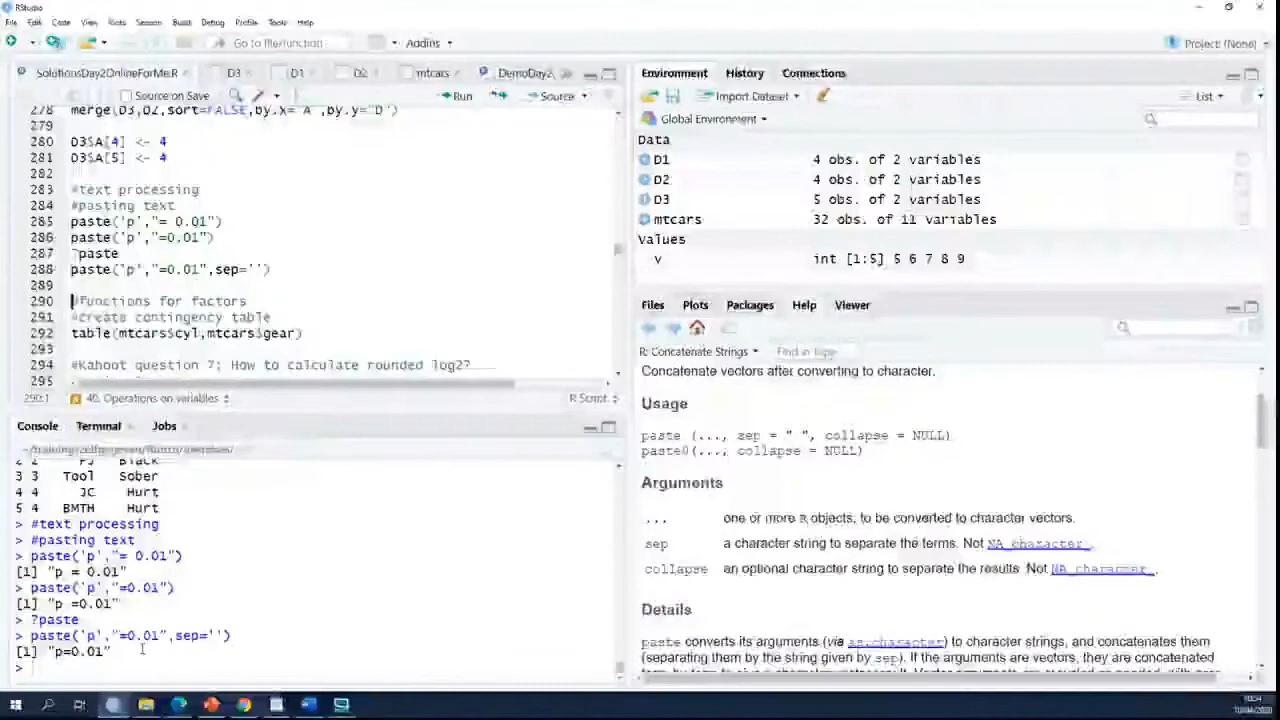 RStudio
File Edit Code View Plots Session Build Debug Profile Tools Help
Go to file/function Addins Project: (None)
SolutionsDay2OnlineForMe.R D3 D1 D2 mtcars DemoDay2
Source on Save Run Source
278 merge(D3,D2,sort=FALSE,by.x='A',by.y='D')
279
280 D3$A[4] <- 4
281 D3$A[5] <- 4
282
283 #text processing
284 #pasting text
285 paste('p',"= 0.01")
286 paste('p',"=0.01")
287 ?paste
288 paste('p',"=0.01",sep='')
289
290 #functions for factors
291 #create contingency table
292 table(mtcars$cyl,mtcars$gear)
293
294 #Kahoot question 7: How to calculate rounded log2?
295
290:1 Operations on variables R Script
Console Terminal Jobs
Black
3 3 Tool Sober
4 4 JC Hurt
5 4 BMTH Hurt
> #text processing
> #pasting text
> paste('p',"= 0.01")
[1] "p = 0.01"
> paste('p',"=0.01")
[1] "p =0.01"
> ?paste
> paste('p',"=0.01",sep='')
[1] "p=0.01"
>
Environment History Connections
Import Dataset List
Global Environment
Data
D1 4 obs. of 2 variables
D2 4 obs. of 2 variables
D3 5 obs. of 2 variables
mtcars 32 obs. of 11 variables
Values
v int [1:5] 5 6 7 8 9
Files Plots Packages Help Viewer
R: Concatenate Strings Find in Topic
Concatenate vectors after converting to character.
Usage
paste (..., sep = " ", collapse = NULL)
paste0(..., collapse = NULL)
Arguments
... one or more R objects, to be converted to character vectors.
sep a character string to separate the terms. Not NA_character_.
collapse an optional character string to separate the results. Not NA_character_.
Details
paste converts its arguments (via as.character) to character strings, and concatenates them
(separating them by the string given by sep). If the arguments are vectors, they are concatenated